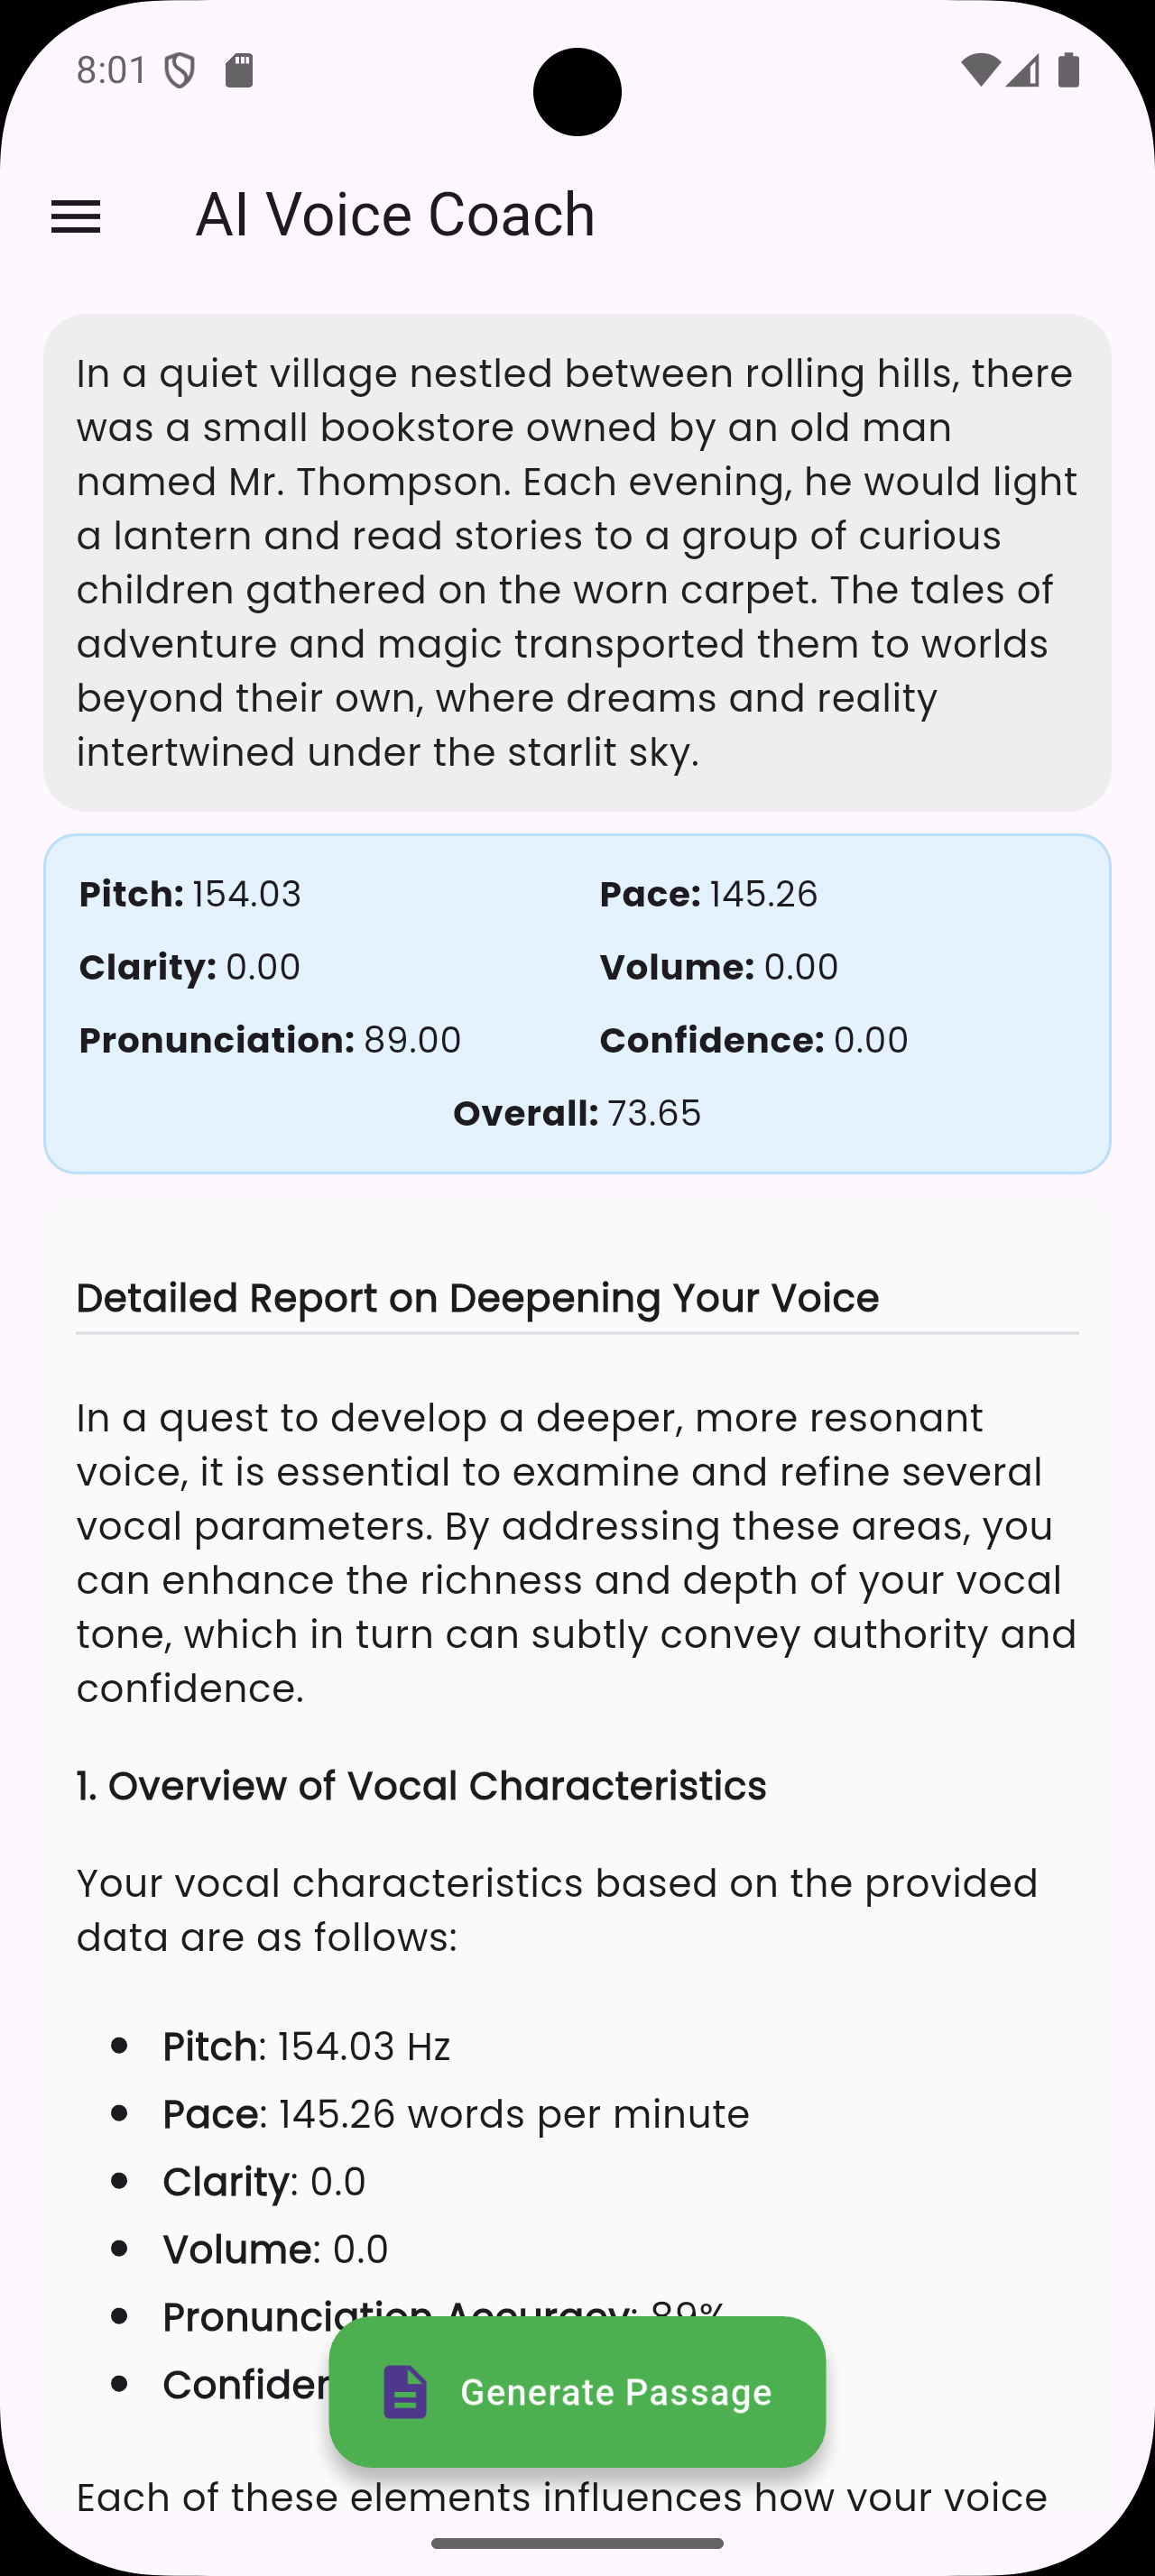 8:01
AI Voice Coach
In a quiet village nestled between rolling hills, there
was a small bookstore owned by an old man
named Mr. Thompson. Each evening, he would light
a lantern and read stories to a group of curious
children gathered on the worn carpet. The tales of
adventure and magic transported them to worlds
beyond their own, where dreams and reality
intertwined under the starlit sky.
Pitch: 154.03 Pace: 145.26
Clarity: 0.00 Volume: 0.00
Pronunciation: 89.00 Confidence: 0.00
Overall: 73.65
Detailed Report on Deepening Your Voice
In a quest to develop a deeper, more resonant
voice, it is essential to examine and refine several
vocal parameters. By addressing these areas, you
can enhance the richness and depth of your vocal
tone, which in turn can subtly convey authority and
confidence.
1. Overview of Vocal Characteristics
Your vocal characteristics based on the provided
data are as follows:
• Pitch: 154.03 Hz
• Pace: 145.26 words per minute
• Clarity: 0.0
• Volume: 0.0
• Pronunciation Accuracy: 89%
• Confiden
Generate Passage
Each of these elements influences how your voice